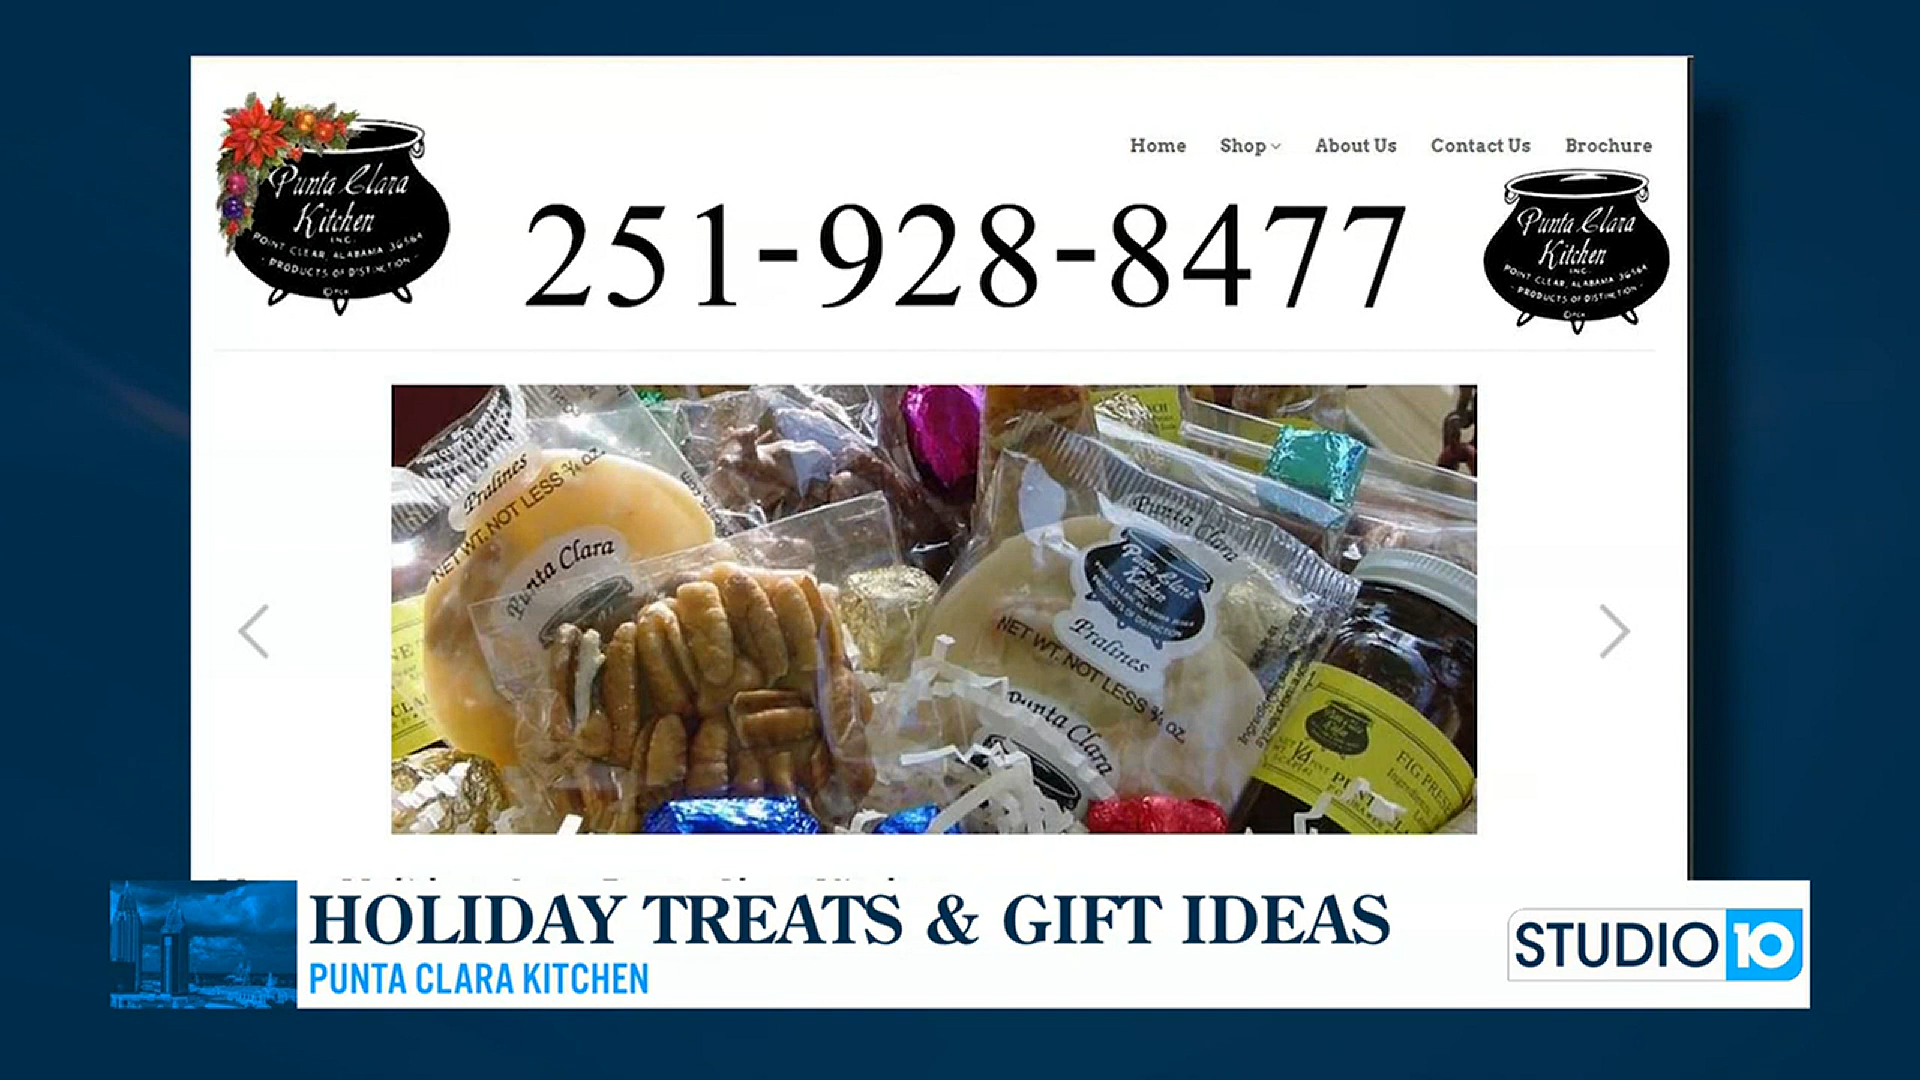 Home Shop About Us Contact Us Brochure
Punta Clara
Kitchen
INC.
POINT CLEAR, ALABAMA 36564
- PRODUCTS OF DISTINCTION -
©PCK
251-928-8477
Punta Clara
Kitchen
INC.
POINT CLEAR, ALABAMA 36564
- PRODUCTS OF DISTINCTION -
Pralines
NET WT. NOT LESS ¾ OZ.
Punta Clara
Punta Clara
Punta Clara
Kitchen
Pralines
NET WT. NOT LESS ¾ OZ.
Punta Clara
FIG PRES
HOLIDAY TREATS & GIFT IDEAS
PUNTA CLARA KITCHEN
STUDIO10